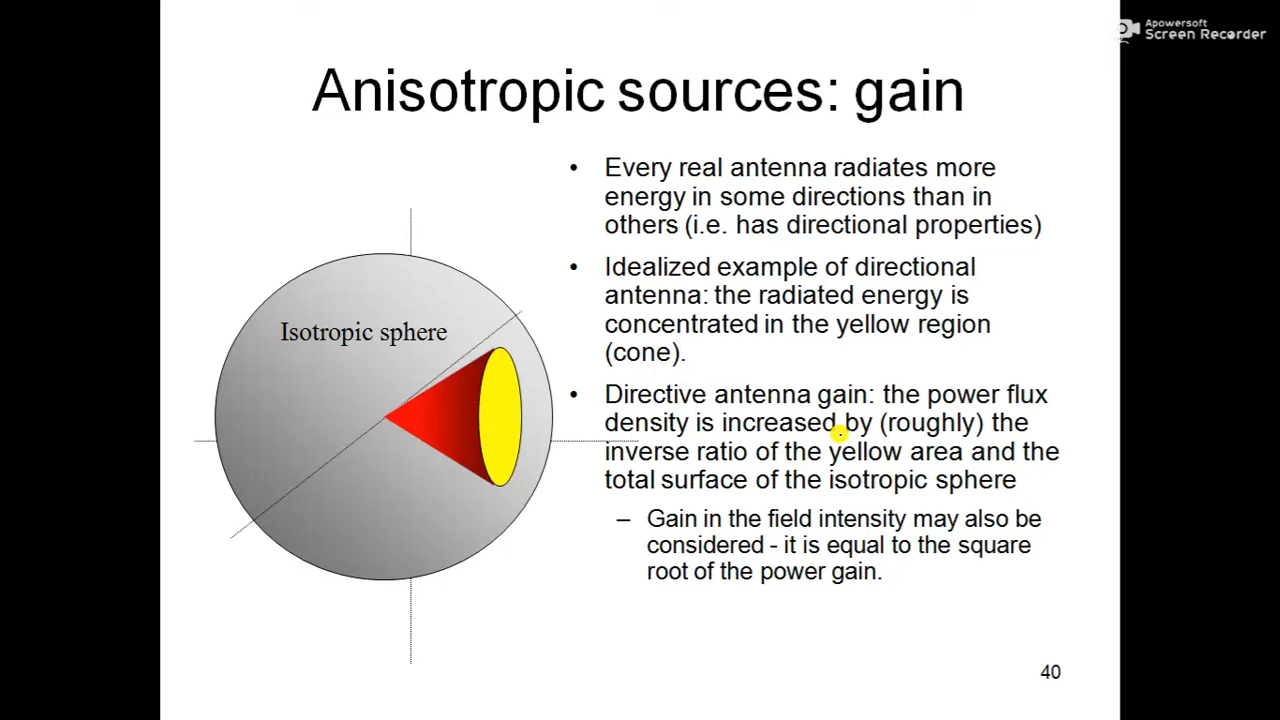 Apowersoft
Screen Recorder
Anisotropic sources: gain
• Every real antenna radiates more
energy in some directions than in
others (i.e. has directional properties)
• Idealized example of directional
antenna: the radiated energy is
concentrated in the yellow region
(cone).
• Directive antenna gain: the power flux
density is increased by (roughly) the
inverse ratio of the yellow area and the
total surface of the isotropic sphere
– Gain in the field intensity may also be
considered - it is equal to the square
root of the power gain.
Isotropic sphere
40